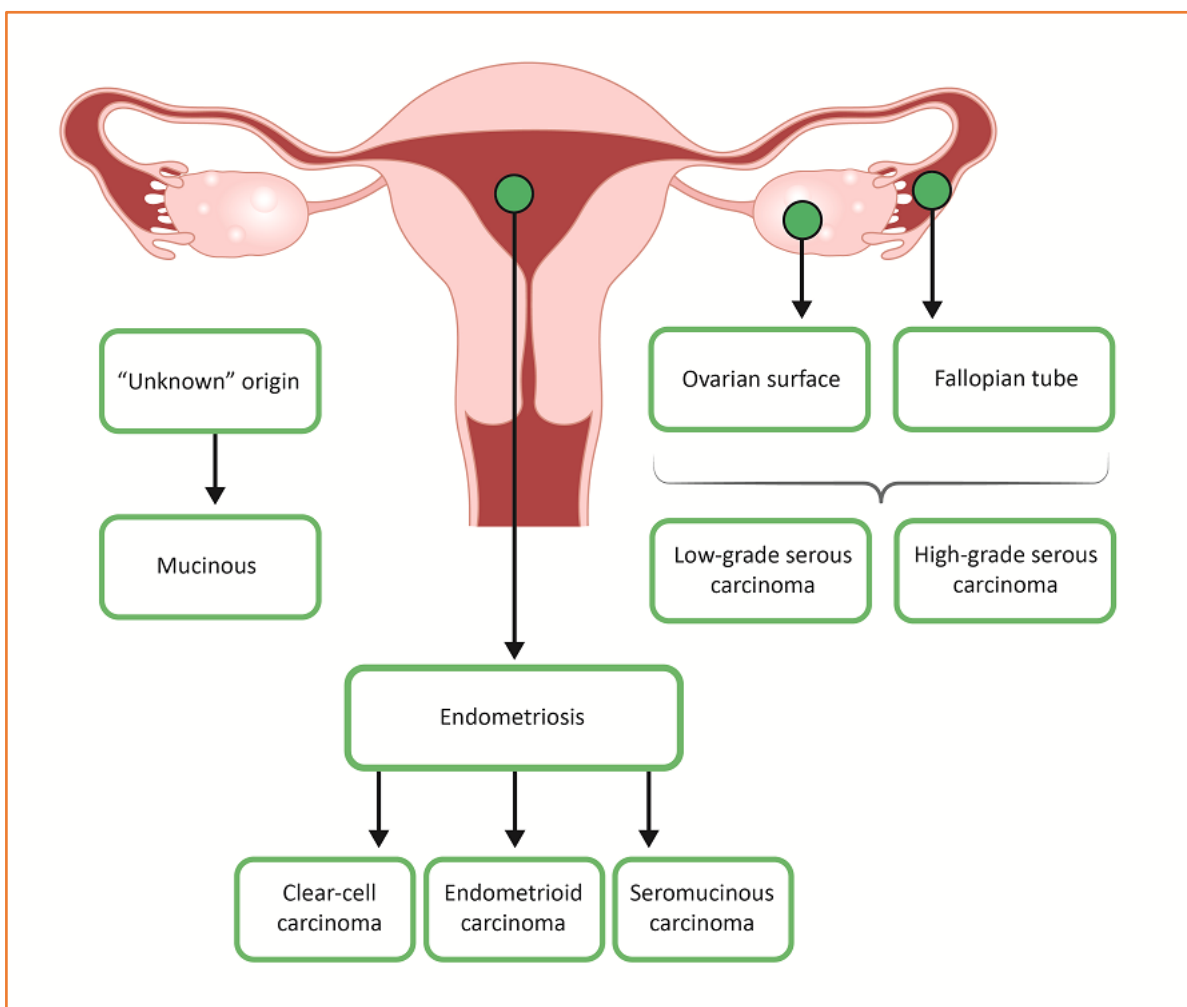 “Unknown” origin
Mucinous
Ovarian surface
Fallopian tube
Low-grade serous
carcinoma
High-grade serous
carcinoma
Endometriosis
Clear-cell
carcinoma
Endometrioid
carcinoma
Seromucinous
carcinoma